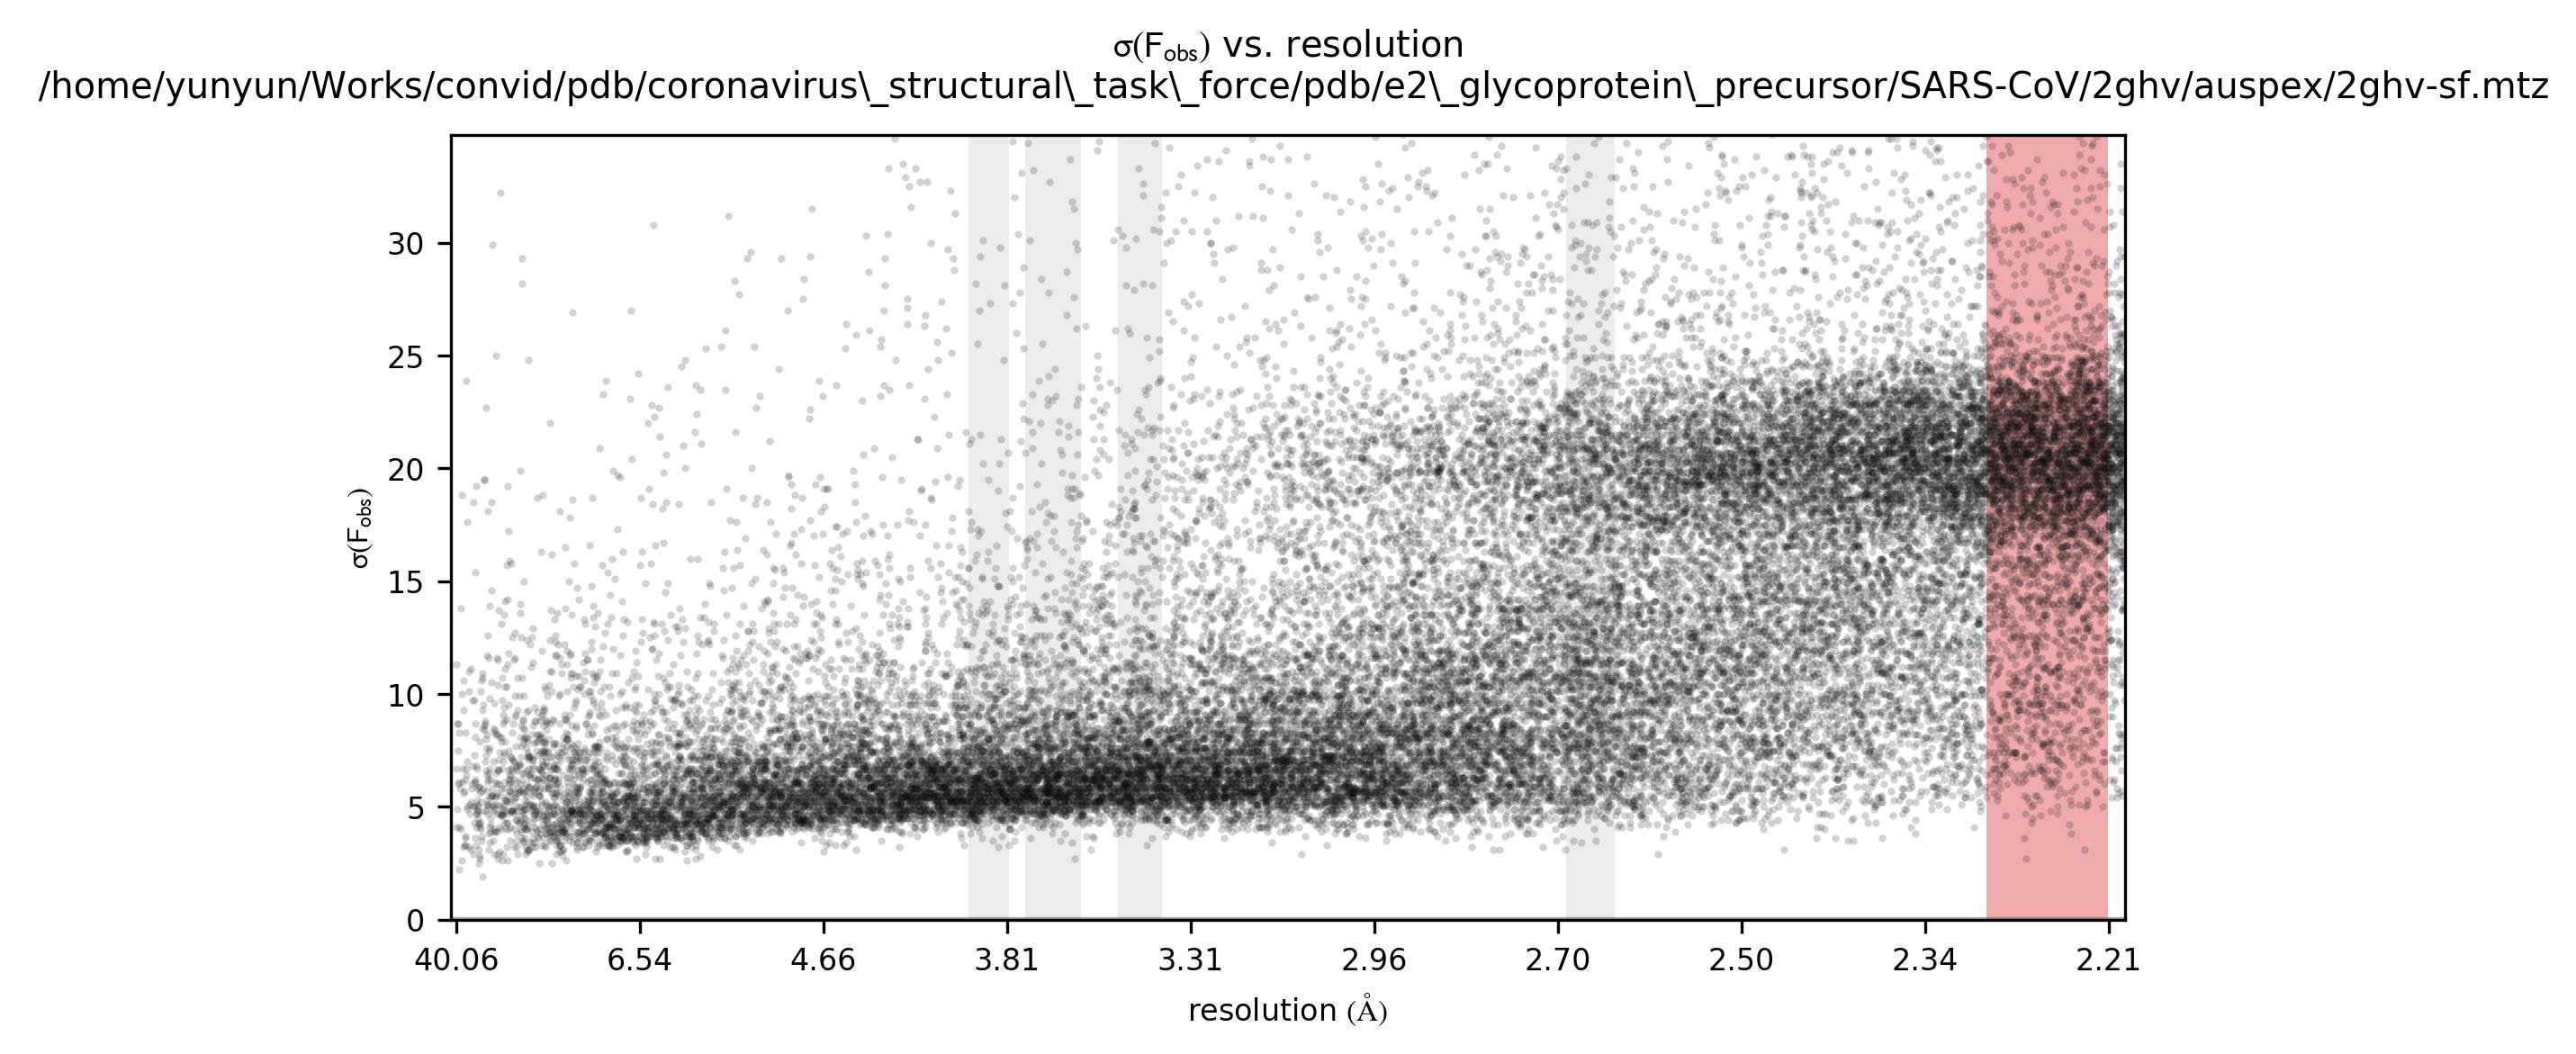 σ(Fobs) vs. resolution
/home/yunyun/Works/convid/pdb/coronavirus\_structural\_task\_force/pdb/e2\_glycoprotein\_precursor/SARS-CoV/2ghv/auspex/2ghv-sf.mtz
30
25
20
15
10
5
0
σ(Fobs)
40.06 6.54 4.66 3.81 3.31 2.96 2.70 2.50 2.34 2.21
resolution (Å)